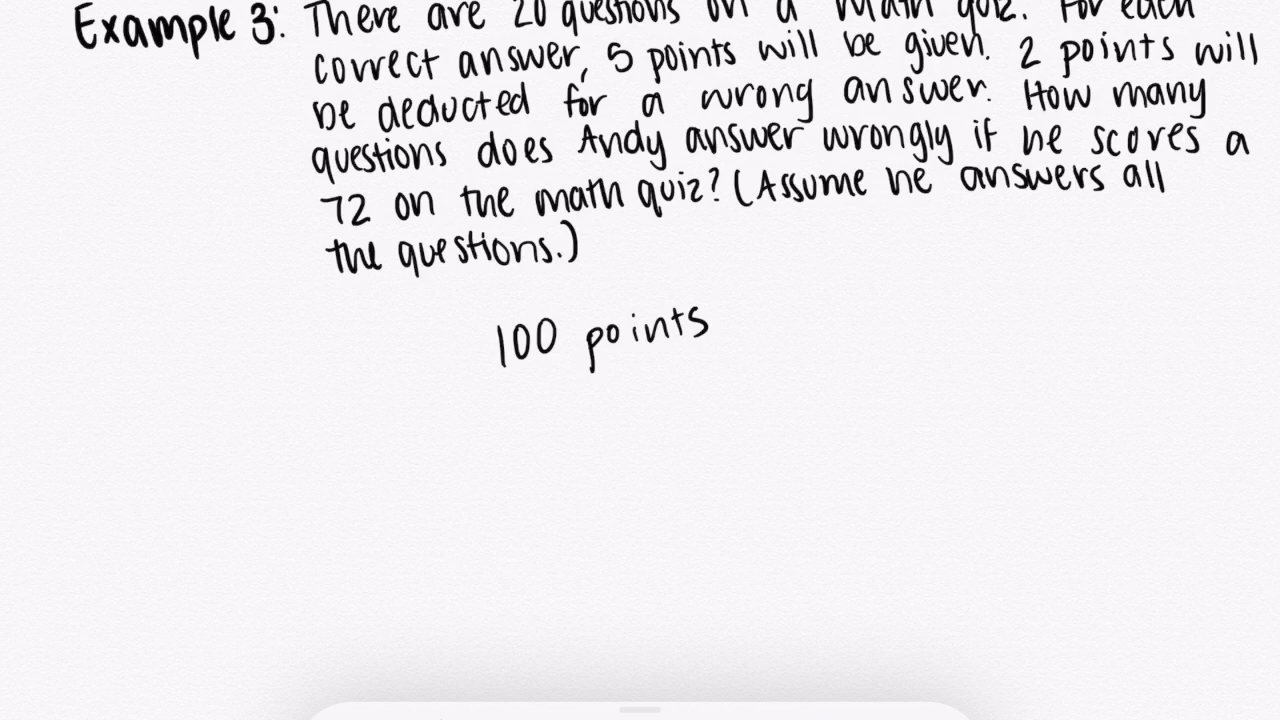 Example 3: There are 20 questions on a math quiz. For each
correct answer, 5 points will be given. 2 points will
be deducted for a wrong answer. How many
questions does Andy answer wrongly if he scores a
72 on the math quiz? (Assume he answers all
the questions.)
100 points